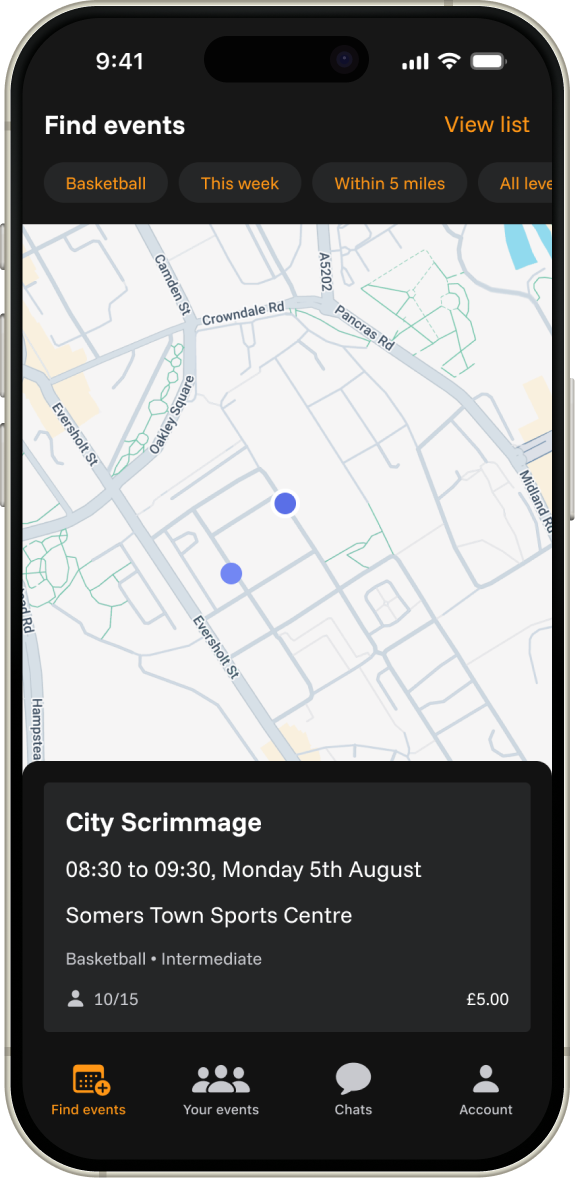 9:41
Find events
View list
Basketball
This week
Within 5 miles
All leve
Camden St
A5202
Crowndale Rd
Pancras Rd
Eversholt St
Oakley Square
Midland Rd
Eversholt St
Rd
Hampstea
City Scrimmage
08:30 to 09:30, Monday 5th August
Somers Town Sports Centre
Basketball • Intermediate
10/15
£5.00
Find events
Your events
Chats
Account